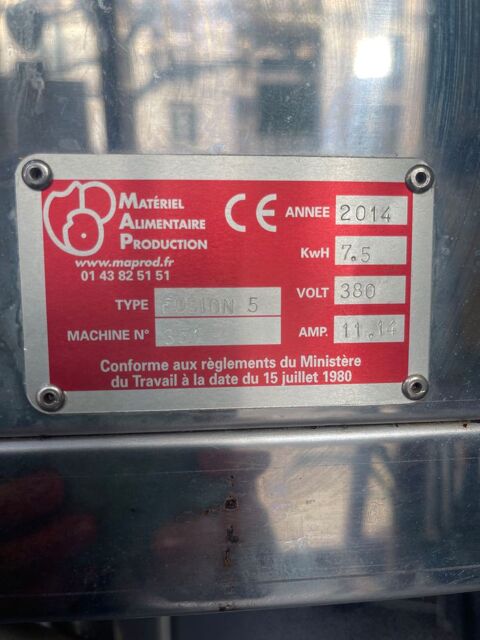 MATÉRIEL
ALIMENTAIRE
PRODUCTION
www.maprod.fr
01 43 82 51 51
CE
ANNEE 2014
KwH 7.5
TYPE FUSION 5
VOLT 380
MACHINE N°
AMP. 11.14
Conforme aux règlements du Ministère
du Travail à la date du 15 juillet 1980